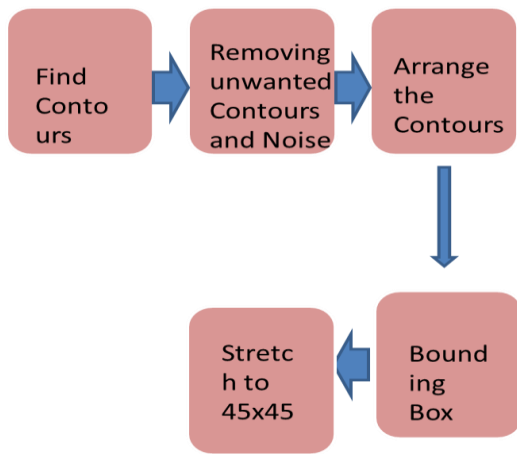 Find
Conto
urs
Removing
unwanted
Contours
and Noise
Arrange
the
Contours
Bound
ing
Box
Stretc
h to
45x45